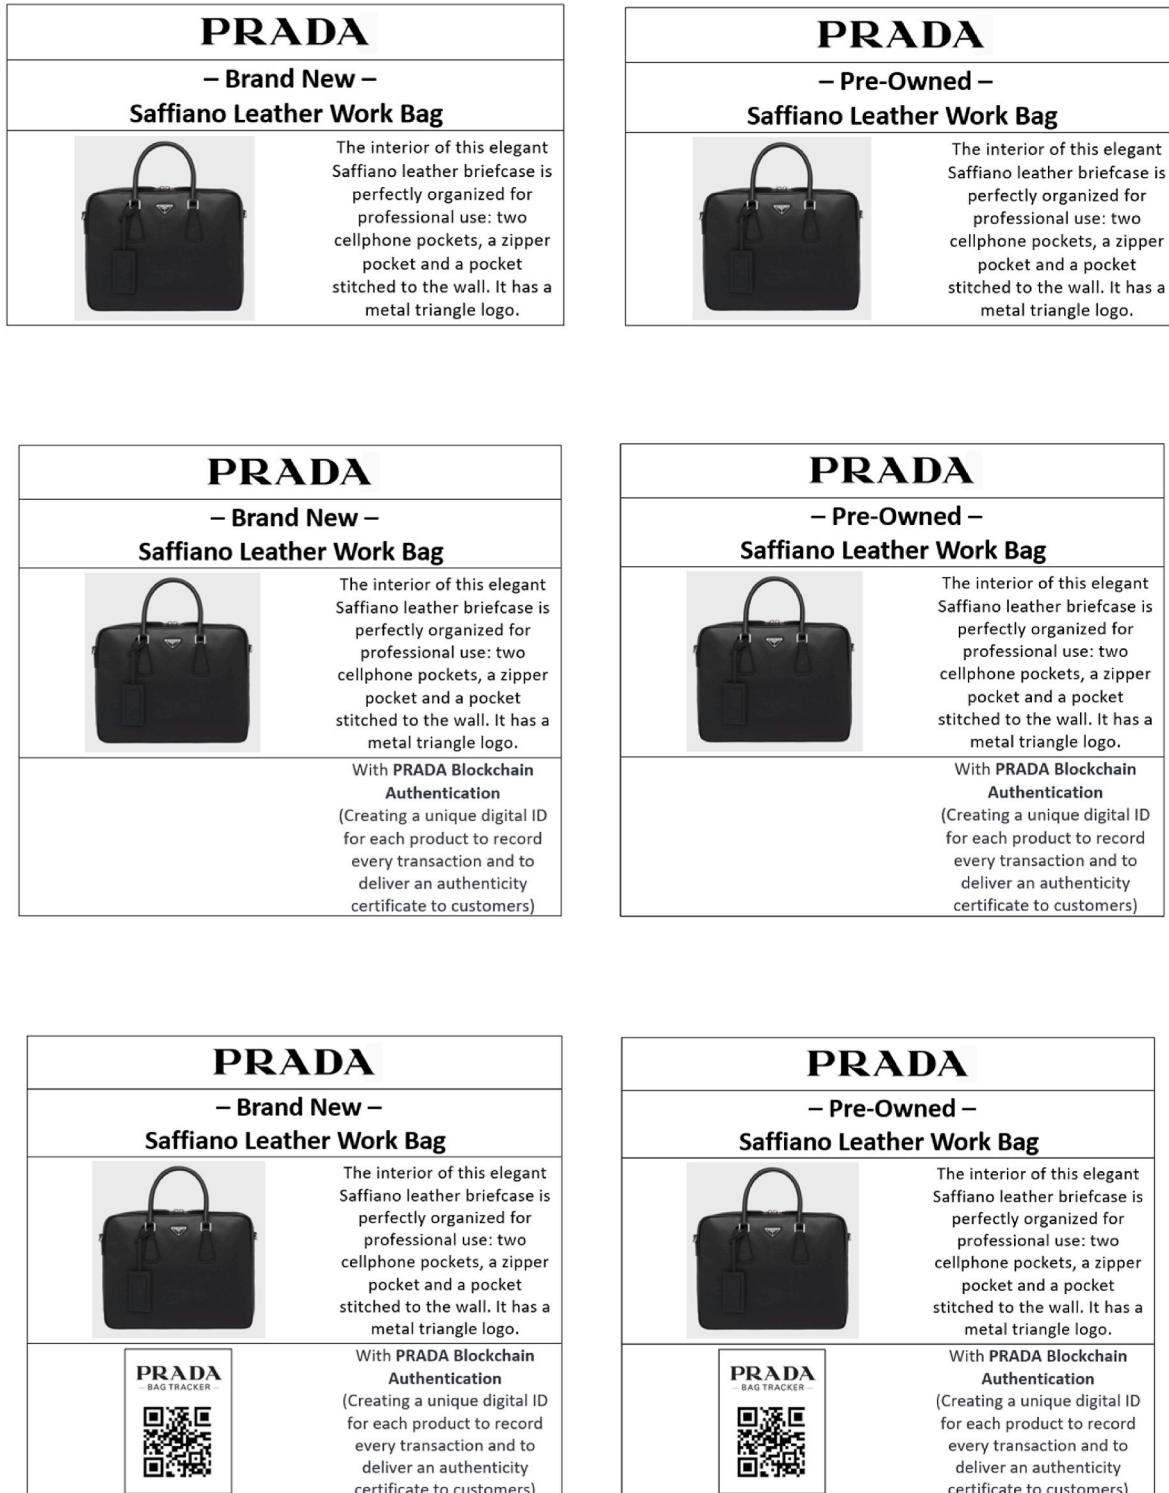 PRADA
– Brand New –
Saffiano Leather Work Bag
The interior of this elegant
Saffiano leather briefcase is
perfectly organized for
professional use: two
cellphone pockets, a zipper
pocket and a pocket
stitched to the wall. It has a
metal triangle logo.
PRADA
– Pre-Owned –
Saffiano Leather Work Bag
The interior of this elegant
Saffiano leather briefcase is
perfectly organized for
professional use: two
cellphone pockets, a zipper
pocket and a pocket
stitched to the wall. It has a
metal triangle logo.
PRADA
– Brand New –
Saffiano Leather Work Bag
The interior of this elegant
Saffiano leather briefcase is
perfectly organized for
professional use: two
cellphone pockets, a zipper
pocket and a pocket
stitched to the wall. It has a
metal triangle logo.
With PRADA Blockchain
Authentication
(Creating a unique digital ID
for each product to record
every transaction and to
deliver an authenticity
certificate to customers)
PRADA
– Pre-Owned –
Saffiano Leather Work Bag
The interior of this elegant
Saffiano leather briefcase is
perfectly organized for
professional use: two
cellphone pockets, a zipper
pocket and a pocket
stitched to the wall. It has a
metal triangle logo.
With PRADA Blockchain
Authentication
(Creating a unique digital ID
for each product to record
every transaction and to
deliver an authenticity
certificate to customers)
PRADA
– Brand New –
Saffiano Leather Work Bag
The interior of this elegant
Saffiano leather briefcase is
perfectly organized for
professional use: two
cellphone pockets, a zipper
pocket and a pocket
stitched to the wall. It has a
metal triangle logo.
PRADA
– BAG TRACKER –
With PRADA Blockchain
Authentication
(Creating a unique digital ID
for each product to record
every transaction and to
deliver an authenticity
certificate to customers)
PRADA
– Pre-Owned –
Saffiano Leather Work Bag
The interior of this elegant
Saffiano leather briefcase is
perfectly organized for
professional use: two
cellphone pockets, a zipper
pocket and a pocket
stitched to the wall. It has a
metal triangle logo.
PRADA
– BAG TRACKER –
With PRADA Blockchain
Authentication
(Creating a unique digital ID
for each product to record
every transaction and to
deliver an authenticity
certificate to customers)